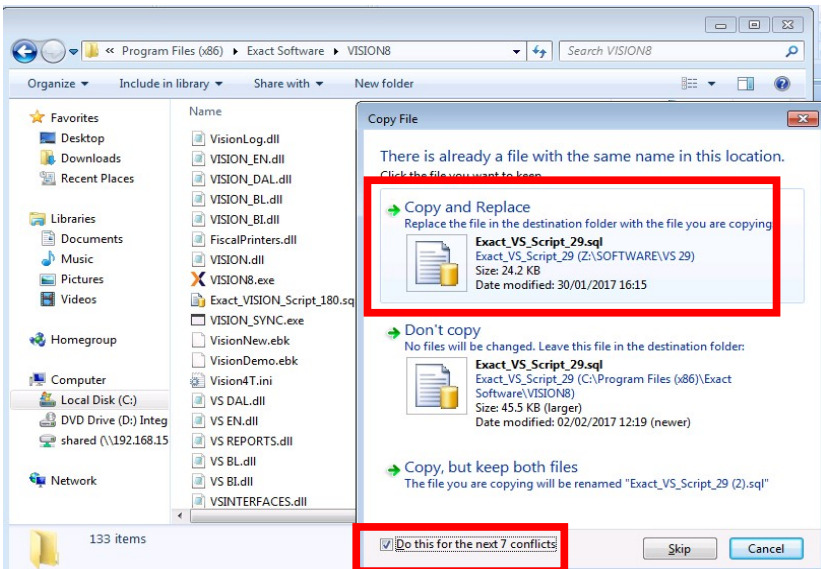 « Program Files (x86) ▸ Exact Software ▸ VISION8
Search VISION8
Organize ▾ Include in library ▾ Share with ▾ New folder
Favorites
Desktop
Downloads
Recent Places
Libraries
Documents
Music
Pictures
Videos
Homegroup
Computer
Local Disk (C:)
DVD Drive (D:) Integ
shared (\\192.168.15
Network
Name
VisionLog.dll
VISION_EN.dll
VISION_DAL.dll
VISION_BL.dll
VISION_BI.dll
FiscalPrinters.dll
VISION.dll
VISION8.exe
Exact_VISION_Script_180.sq
VISION_SYNC.exe
VisionNew.ebk
VisionDemo.ebk
Vision4T.ini
VS DAL.dll
VS EN.dll
VS REPORTS.dll
VS BL.dll
VS BI.dll
VSINTERFACES.dll
133 items
Copy File
There is already a file with the same name in this location.
Click the file you want to keep
Copy and Replace
Replace the file in the destination folder with the file you are copying
Exact_VS_Script_29.sql
Exact_VS_Script_29 (Z:\SOFTWARE\VS 29)
Size: 24.2 KB
Date modified: 30/01/2017 16:15
Don't copy
No files will be changed. Leave this file in the destination folder:
Exact_VS_Script_29.sql
Exact_VS_Script_29 (C:\Program Files (x86)\Exact
Software\VISION8)
Size: 45.5 KB (larger)
Date modified: 02/02/2017 12:19 (newer)
Copy, but keep both files
The file you are copying will be renamed "Exact_VS_Script_29 (2).sql"
Do this for the next 7 conflicts
Skip
Cancel